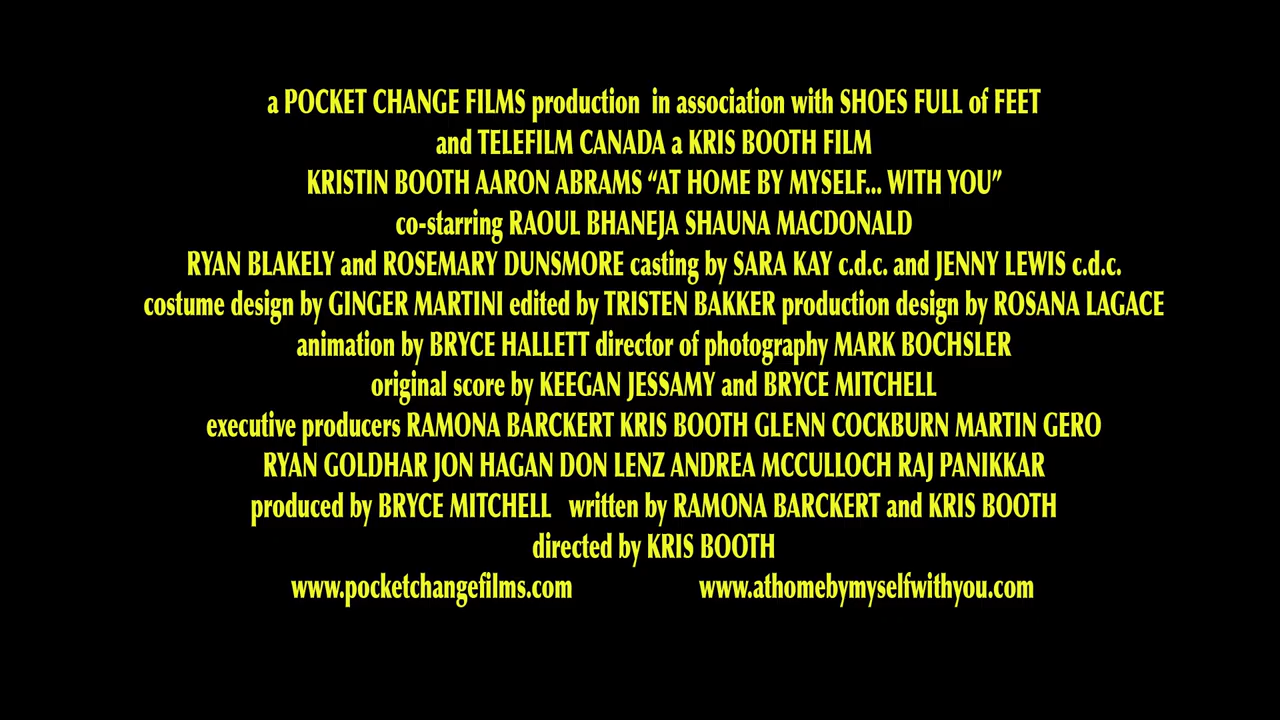 a POCKET CHANGE FILMS production in association with SHOES FULL of FEET
and TELEFILM CANADA a KRIS BOOTH FILM
KRISTIN BOOTH AARON ABRAMS “AT HOME BY MYSELF... WITH YOU”
co-starring RAOUL BHANEJA SHAUNA MACDONALD
RYAN BLAKELY and ROSEMARY DUNSMORE casting by SARA KAY c.d.c. and JENNY LEWIS c.d.c.
costume design by GINGER MARTINI edited by TRISTEN BAKKER production design by ROSANA LAGACE
animation by BRYCE HALLETT director of photography MARK BOCHSLER
original score by KEEGAN JESSAMY and BRYCE MITCHELL
executive producers RAMONA BARCKERT KRIS BOOTH GLENN COCKBURN MARTIN GERO
RYAN GOLDHAR JON HAGAN DON LENZ ANDREA MCCULLOCH RAJ PANIKKAR
produced by BRYCE MITCHELL written by RAMONA BARCKERT and KRIS BOOTH
directed by KRIS BOOTH
www.pocketchangefilms.com www.athomebymyselfwithyou.com